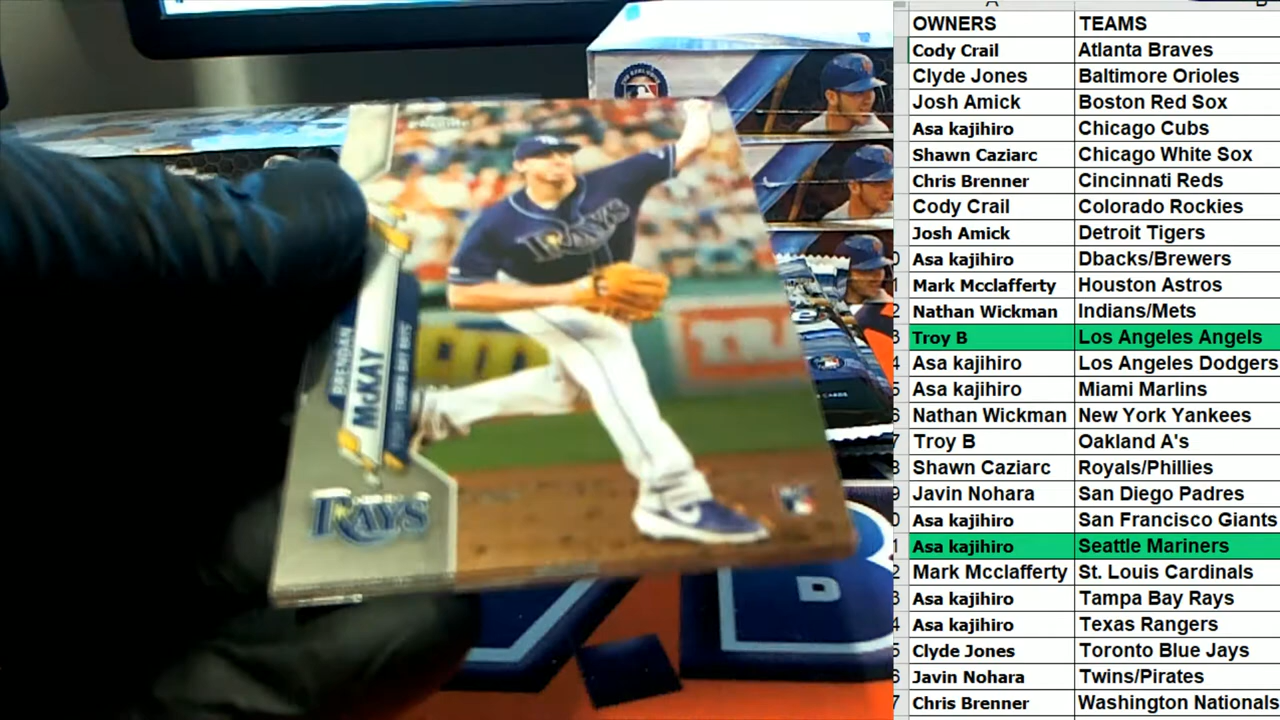 OWNERS TEAMS
Cody Crail Atlanta Braves
Clyde Jones Baltimore Orioles
Josh Amick Boston Red Sox
Asa kajihiro Chicago Cubs
Shawn Caziarc Chicago White Sox
Chris Brenner Cincinnati Reds
Cody Crail Colorado Rockies
Josh Amick Detroit Tigers
Asa kajihiro Dbacks/Brewers
Mark Mcclafferty Houston Astros
Nathan Wickman Indians/Mets
Troy B Los Angeles Angels
Asa kajihiro Los Angeles Dodgers
Asa kajihiro Miami Marlins
Nathan Wickman New York Yankees
Troy B Oakland A's
Shawn Caziarc Royals/Phillies
Javin Nohara San Diego Padres
Asa kajihiro San Francisco Giants
Asa kajihiro Seattle Mariners
Mark Mcclafferty St. Louis Cardinals
Asa kajihiro Tampa Bay Rays
Asa kajihiro Texas Rangers
Clyde Jones Toronto Blue Jays
Javin Nohara Twins/Pirates
Chris Brenner Washington Nationals
RAYS
BRENDAN
McKAY
TAMPA BAY RAYS
RAYS
RC